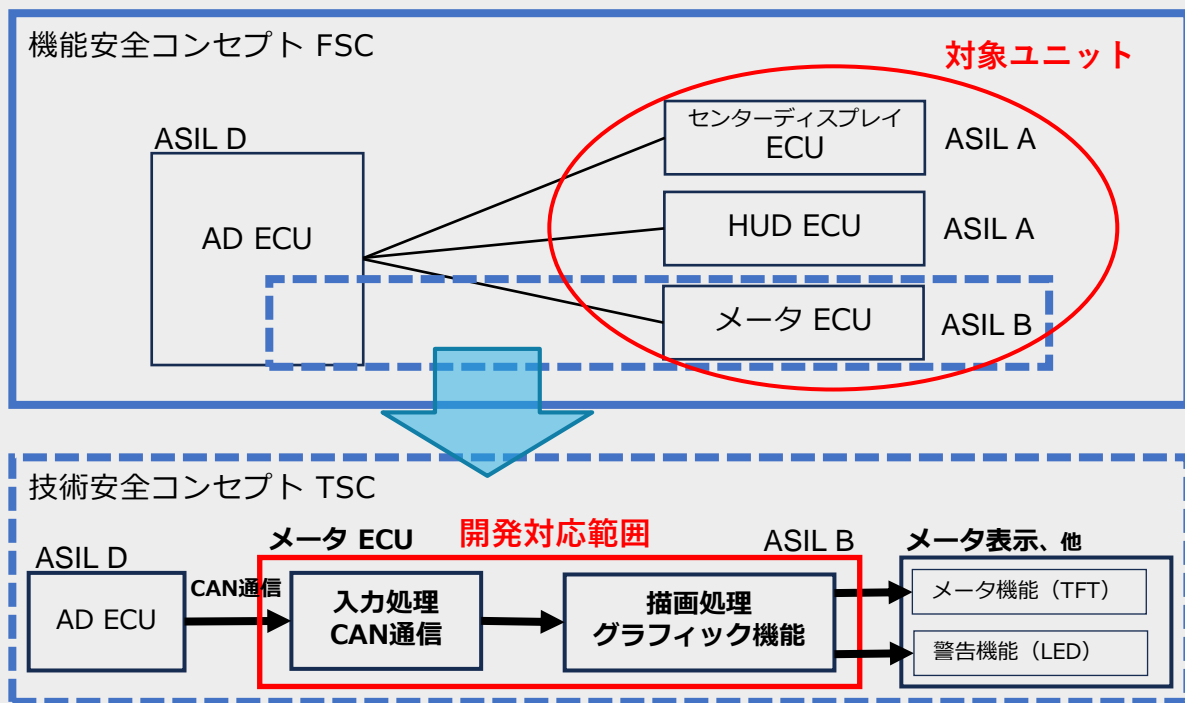 機能安全コンセプト FSC
対象ユニット
ASIL D
AD ECU
センターディスプレイ
ECU
ASIL A
HUD ECU
ASIL A
メータ ECU
ASIL B
技術安全コンセプト TSC
メータ ECU
開発対応範囲
ASIL B
メータ表示、他
ASIL D
AD ECU
CAN通信
入力処理
CAN通信
描画処理
グラフィック機能
メータ機能（TFT）
警告機能（LED）